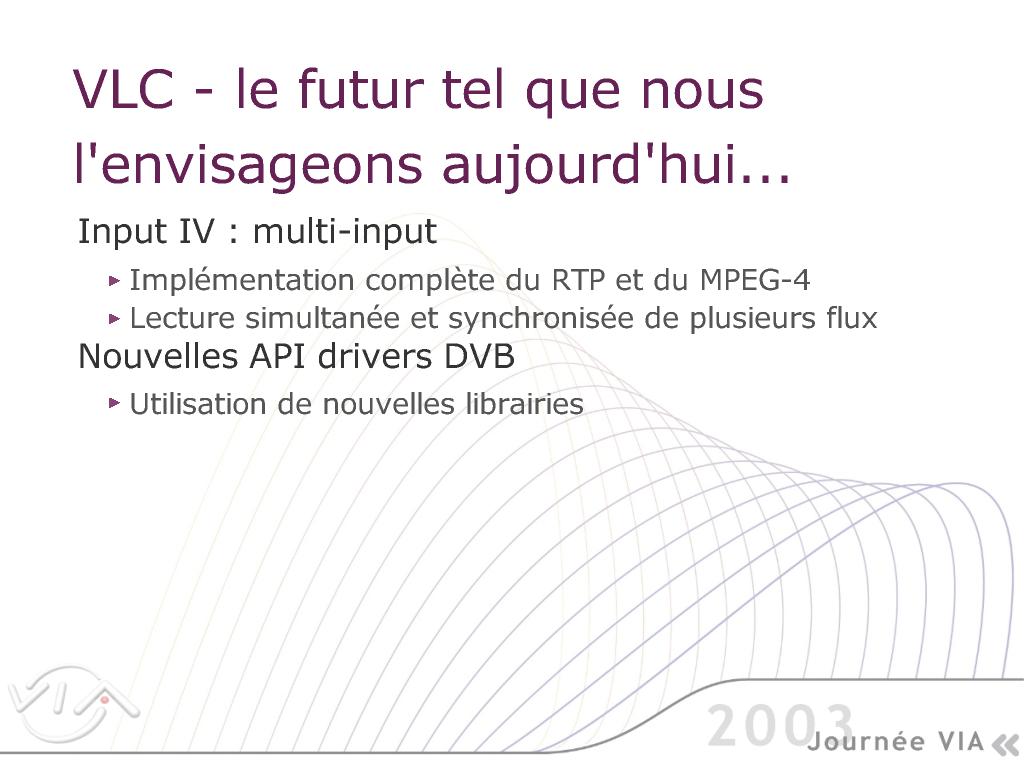 VLC - le futur tel que nous
l'envisageons aujourd'hui...
Input IV : multi-input
Implémentation complète du RTP et du MPEG-4
Lecture simultanée et synchronisée de plusieurs flux
Nouvelles API drivers DVB
Utilisation de nouvelles librairies
VIA
2003
Journée VIA